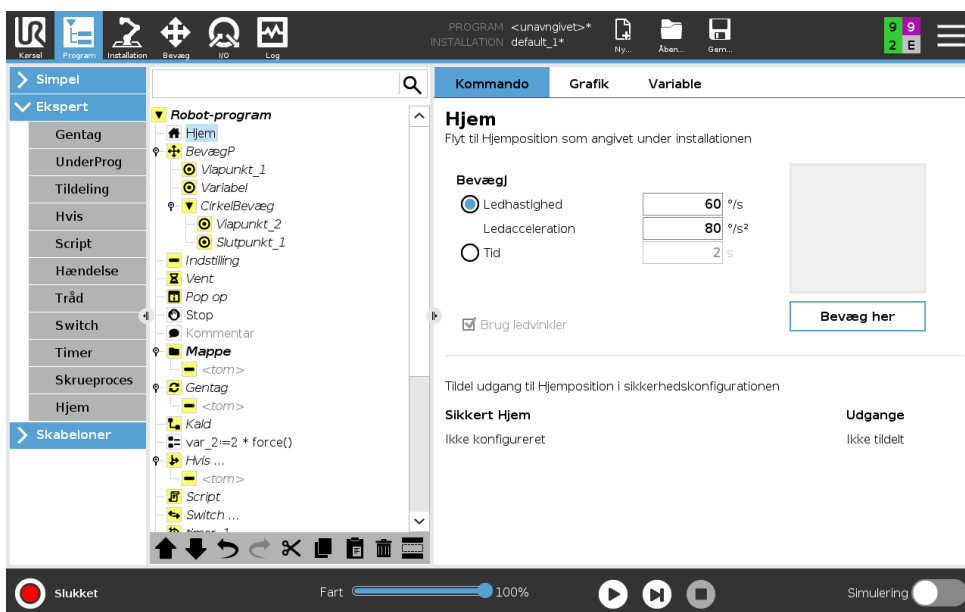 UR
Kørsel
Program
Installation
Bevæg
I/O
Log
PROGRAM <unavngivet>*
INSTALLATION default_1*
Ny...
Åben...
Gem...
9 9
2 E
Simpel
Ekspert
Gentag
UnderProg
Tildeling
Hvis
Script
Hændelse
Tråd
Switch
Timer
Skrueproces
Hjem
Skabeloner
Robot-program
Hjem
BevægP
Viapunkt_1
Variabel
CirkelBevæg
Viapunkt_2
Slutpunkt_1
Indstilling
Vent
Pop op
Stop
Kommentar
Mappe
<tom>
Gentag
<tom>
Kald
var_2:=2 * force()
Hvis ...
<tom>
Script
Switch ...
timer_1
Kommando
Grafik
Variable
Hjem
Flyt til Hjemposition som angivet under installationen
BevægJ
Ledhastighed 60 °/s
Ledacceleration 80 °/s²
Tid 2 s
Brug ledvinkler
Bevæg her
Tildel udgang til Hjemposition i sikkerhedskonfigurationen
Sikkert Hjem Udgange
Ikke konfigureret Ikke tildelt
Slukket
Fart 100%
Simulering